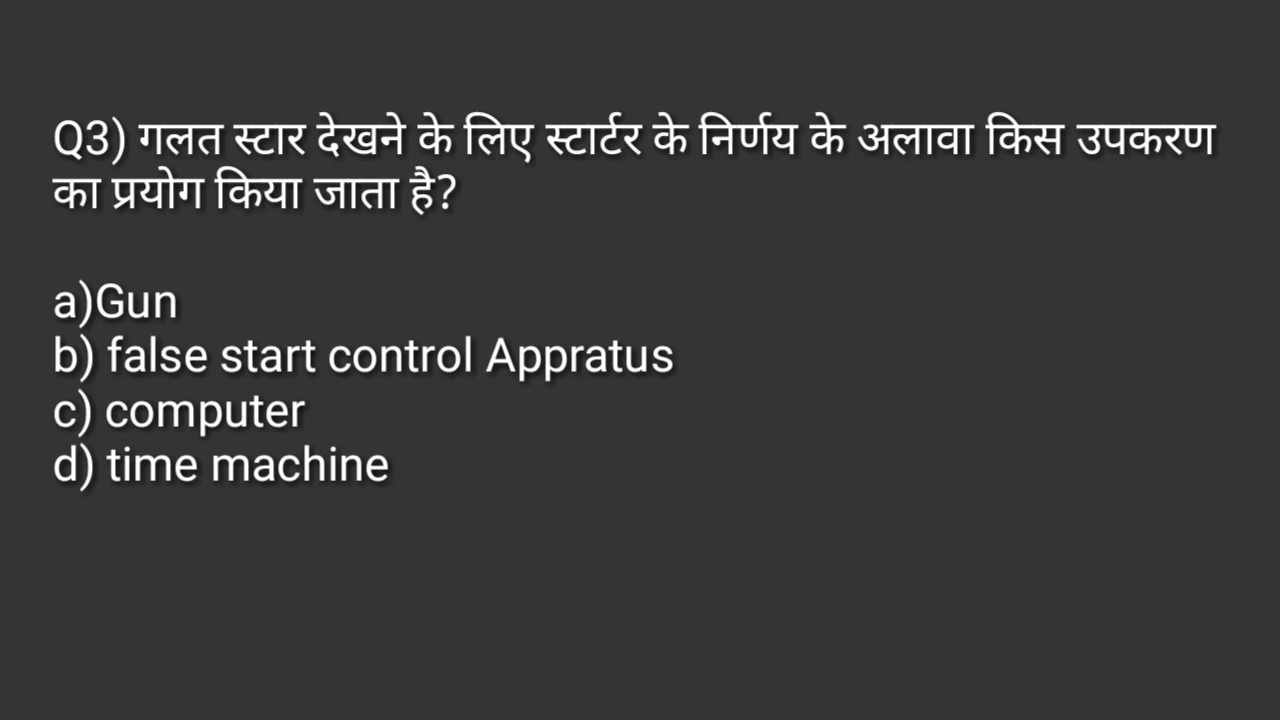 Q3) गलत स्टार देखने के लिए स्टार्टर के निर्णय के अलावा किस उपकरण
का प्रयोग किया जाता है?
a)Gun
b) false start control Appratus
c) computer
d) time machine